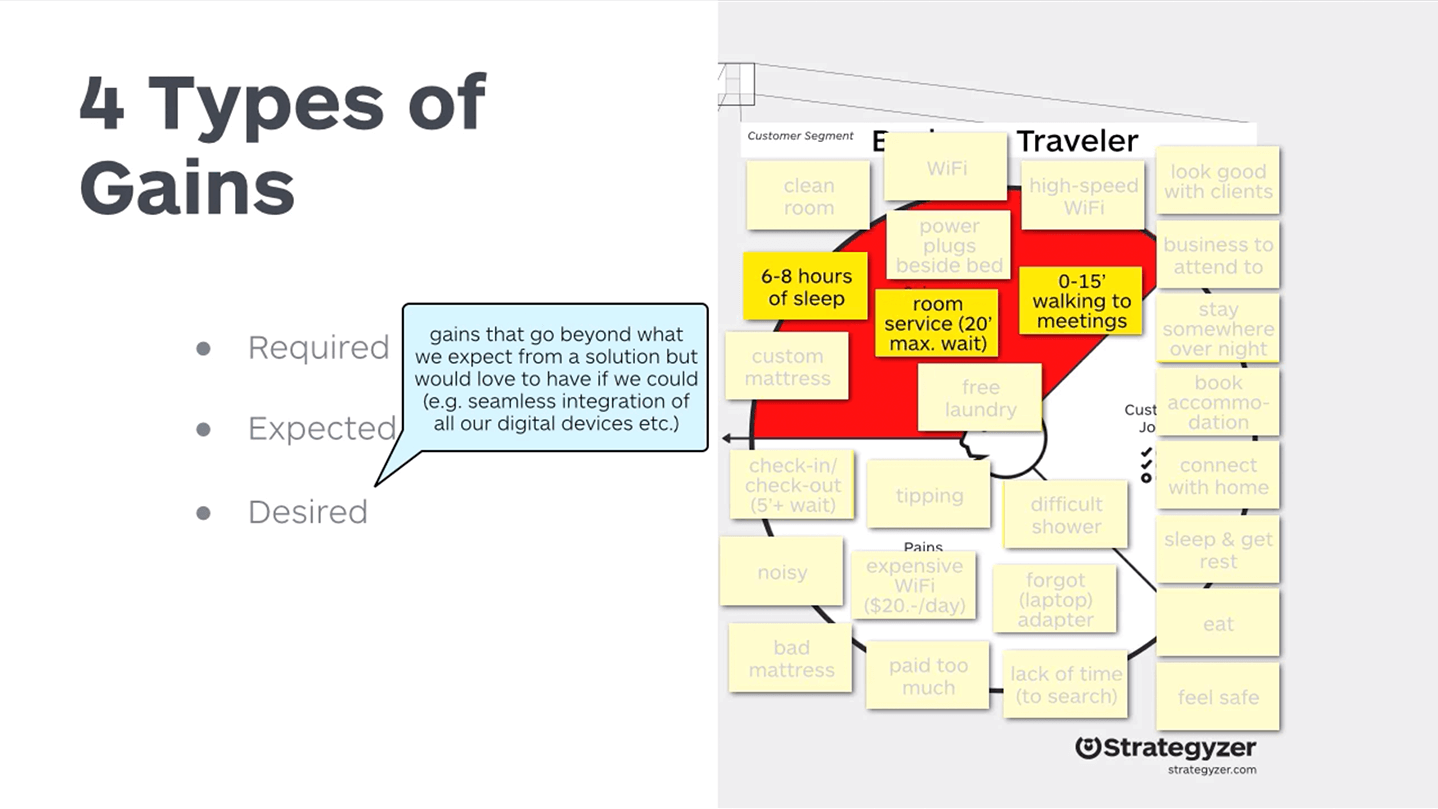 4 Types of
Gains
Required
Expected
Desired
gains that go beyond what
we expect from a solution but
would love to have if we could
(e.g. seamless integration of
all our digital devices etc.)
Customer Segment
Traveler
clean
room
WiFi
high-speed
WiFi
look good
with clients
power
plugs
beside bed
business to
attend to
6-8 hours
of sleep
room
service (20’
max. wait)
0-15’
walking to
meetings
stay
somewhere
over night
custom
mattress
free
laundry
book
accommo-
dation
check-in/
check-out
(5’+ wait)
tipping
difficult
shower
connect
with home
Pains
noisy
expensive
WiFi
($20.-/day)
forgot
(laptop)
adapter
sleep & get
rest
eat
bad
mattress
paid too
much
lack of time
(to search)
feel safe
Strategyzer
strategyzer.com